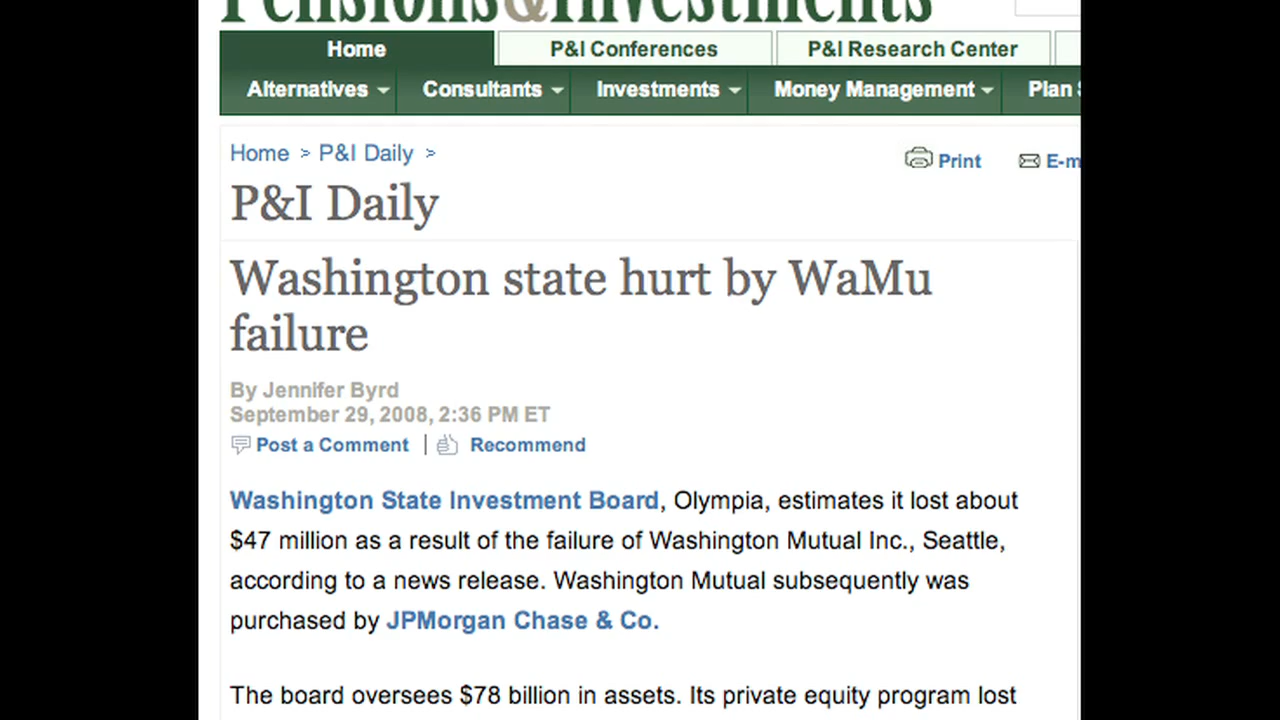 Pensions&Investments
Home P&I Conferences P&I Research Center
Alternatives Consultants Investments Money Management Plan
Home > P&I Daily >
Print E-m
P&I Daily
Washington state hurt by WaMu
failure
By Jennifer Byrd
September 29, 2008, 2:36 PM ET
Post a Comment | Recommend
Washington State Investment Board, Olympia, estimates it lost about
$47 million as a result of the failure of Washington Mutual Inc., Seattle,
according to a news release. Washington Mutual subsequently was
purchased by JPMorgan Chase & Co.
The board oversees $78 billion in assets. Its private equity program lost